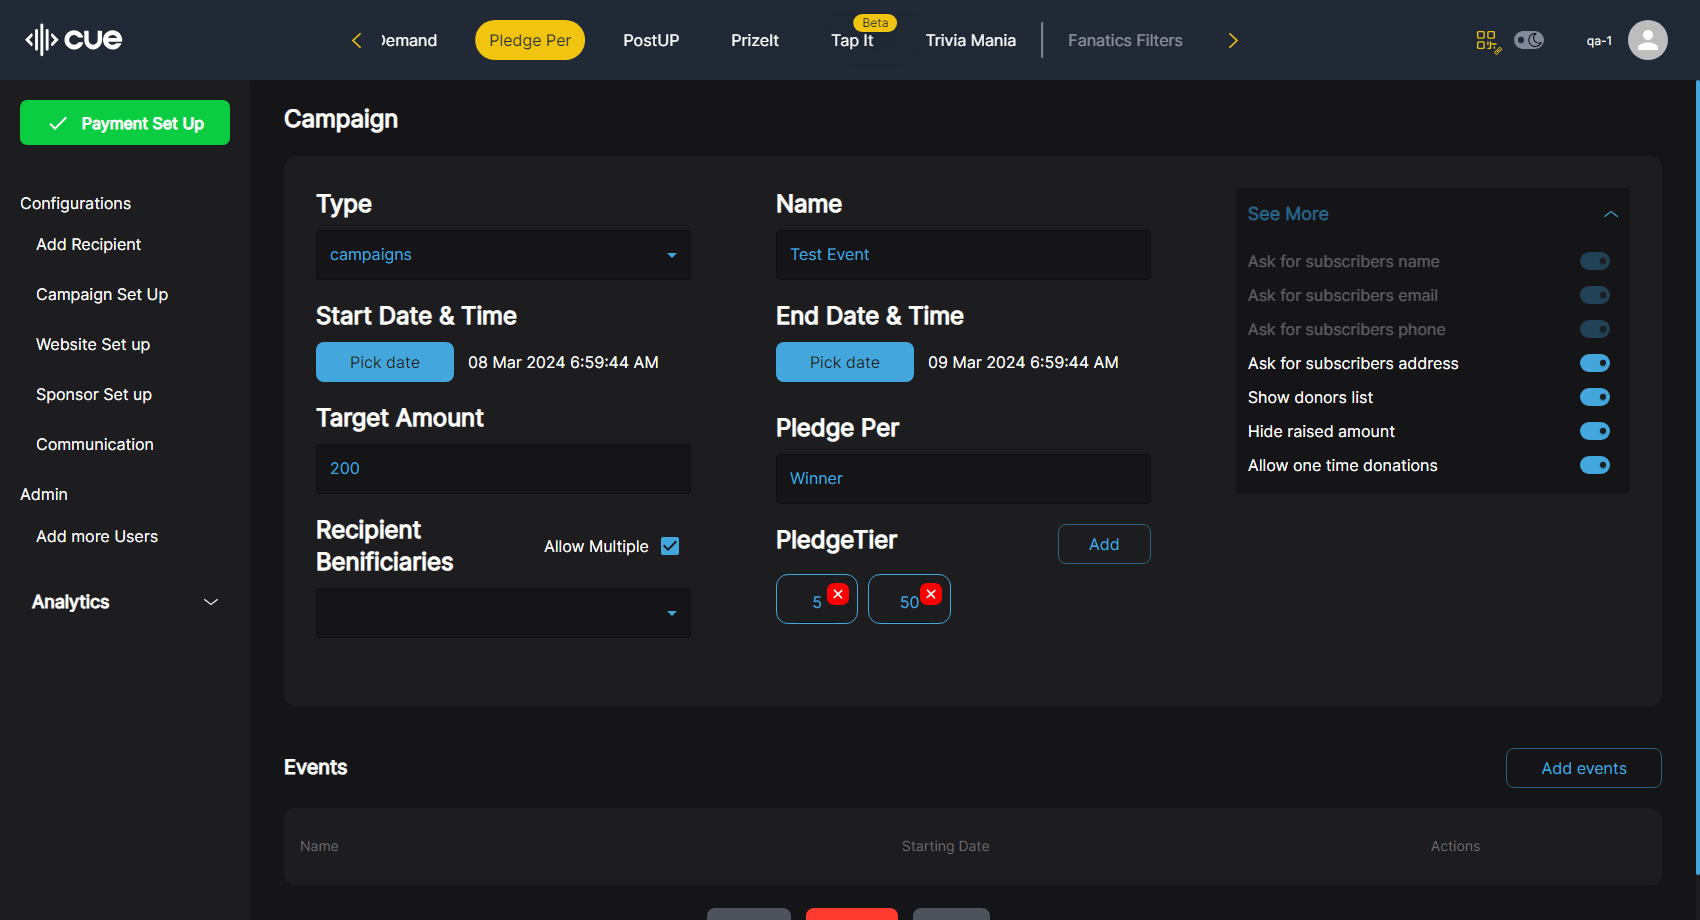 cue
Demand
Pledge Per
PostUP
PrizeIt
Beta
Tap It
Trivia Mania
Fanatics Filters
qa-1
Payment Set Up
Configurations
Add Recipient
Campaign Set Up
Website Set up
Sponsor Set up
Communication
Admin
Add more Users
Analytics
Campaign
Type
campaigns
Start Date & Time
Pick date 08 Mar 2024 6:59:44 AM
Target Amount
200
Recipient
Benificiaries
Allow Multiple
Name
Test Event
End Date & Time
Pick date 09 Mar 2024 6:59:44 AM
Pledge Per
Winner
PledgeTier
Add
5
50
See More
Ask for subscribers name
Ask for subscribers email
Ask for subscribers phone
Ask for subscribers address
Show donors list
Hide raised amount
Allow one time donations
Events
Add events
Name Starting Date Actions